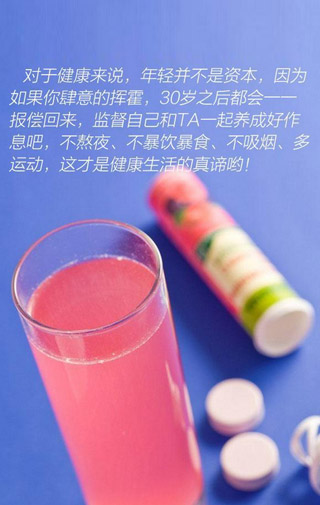 对于健康来说，年轻并不是资本，因为
如果你肆意的挥霍，30岁之后都会一一
报偿回来，监督自己和TA一起养成好作
息吧，不熬夜、不暴饮暴食、不吸烟、多
运动，这才是健康生活的真谛哟！